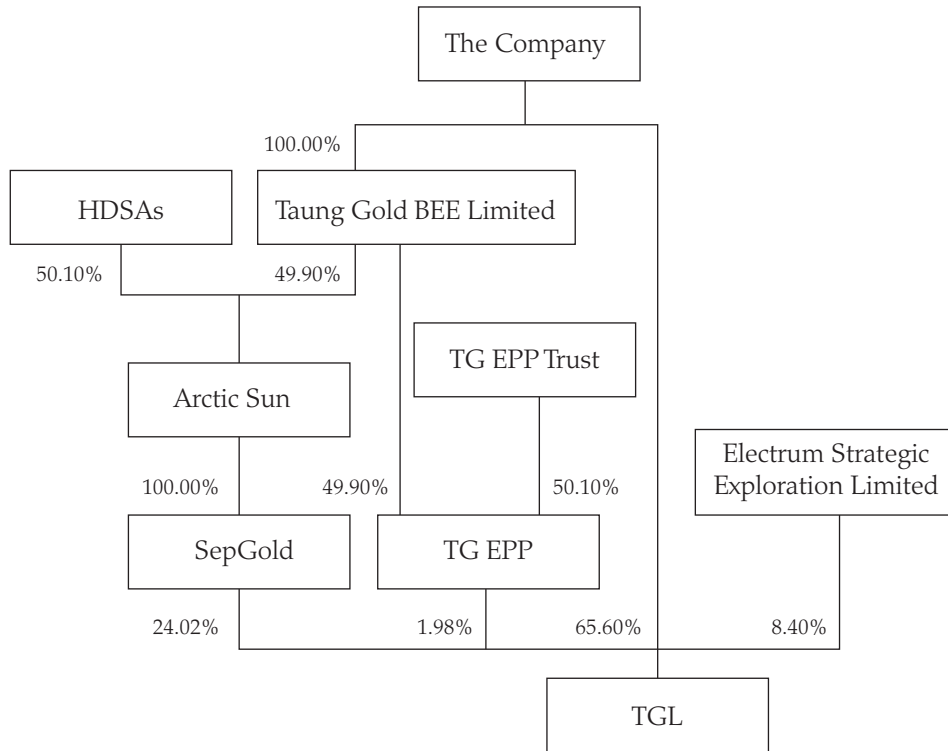 The Company
100.00%
HDSAs
Taung Gold BEE Limited
50.10%
49.90%
TG EPP Trust
Arctic Sun
Electrum Strategic
Exploration Limited
100.00%
49.90%
50.10%
SepGold
TG EPP
24.02%
1.98%
65.60%
8.40%
TGL